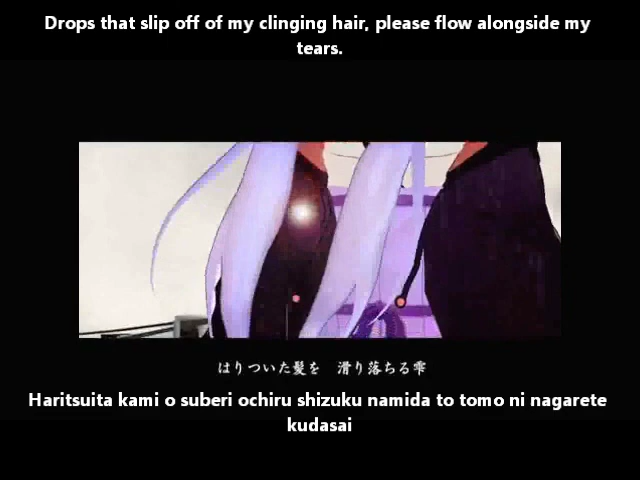 Drops that slip off of my clinging hair, please flow alongside my
tears.
はりついた髪を　滑り落ちる雫
Haritsuita kami o suberi ochiru shizuku namida to tomo ni nagarete
kudasai